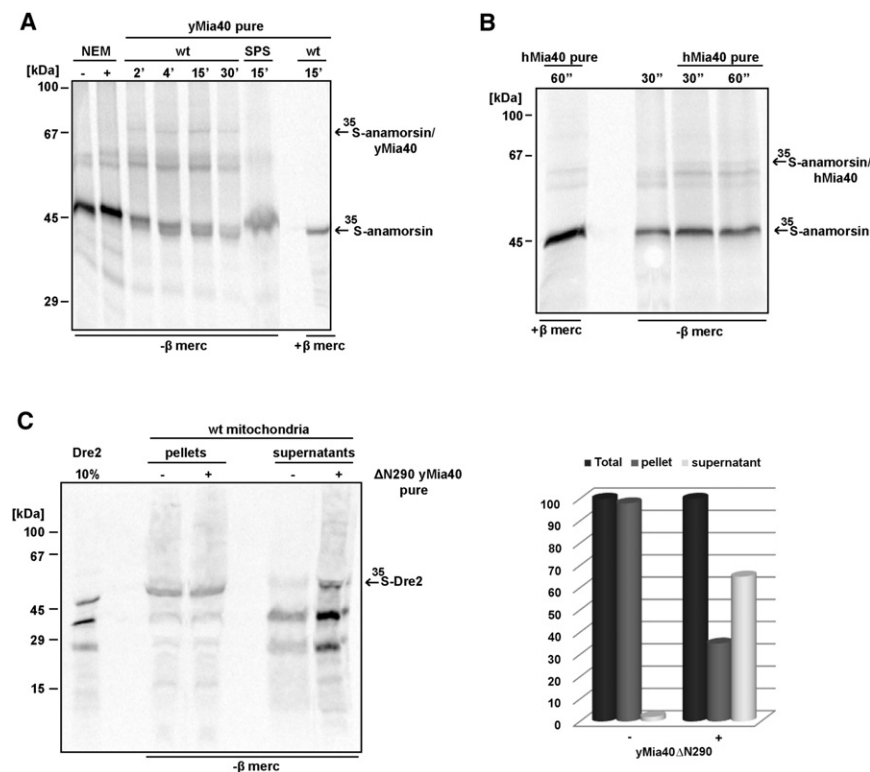 A
yMia40 pure
NEM wt SPS wt
[kDa] - + 2' 4' 15' 30' 15' 15'
100
67
45
29
35
←S-anamorsin/
yMia40
35
←S-anamorsin
-β merc +β merc
B
hMia40 pure hMia40 pure
60" 30" 30" 60"
[kDa]
100
67
45
35
←S-anamorsin/
hMia40
35
←S-anamorsin
+β merc -β merc
C
wt mitochondria
Dre2 pellets supernatants
10% - + - + ΔN290 yMia40
pure
[kDa]
100
67
45
29
15
35
←S-Dre2
-β merc
Total pellet supernatant
100
90
80
70
60
50
40
30
20
10
0
- +
yMia40ΔN290